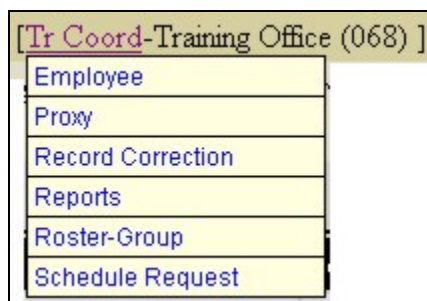 [Tr Coord-Training Office (068) ]
Employee
Proxy
Record Correction
Reports
Roster-Group
Schedule Request